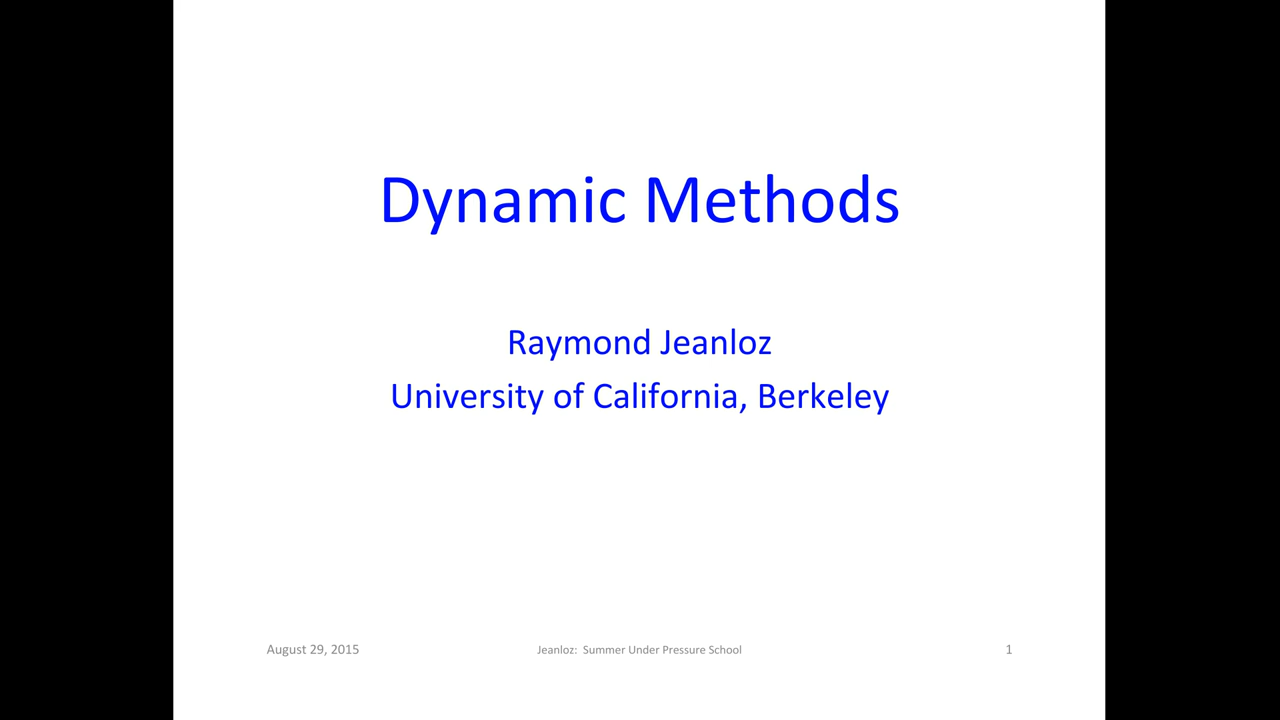 Dynamic Methods
Raymond Jeanloz
University of California, Berkeley
August 29, 2015
Jeanloz: Summer Under Pressure School
1